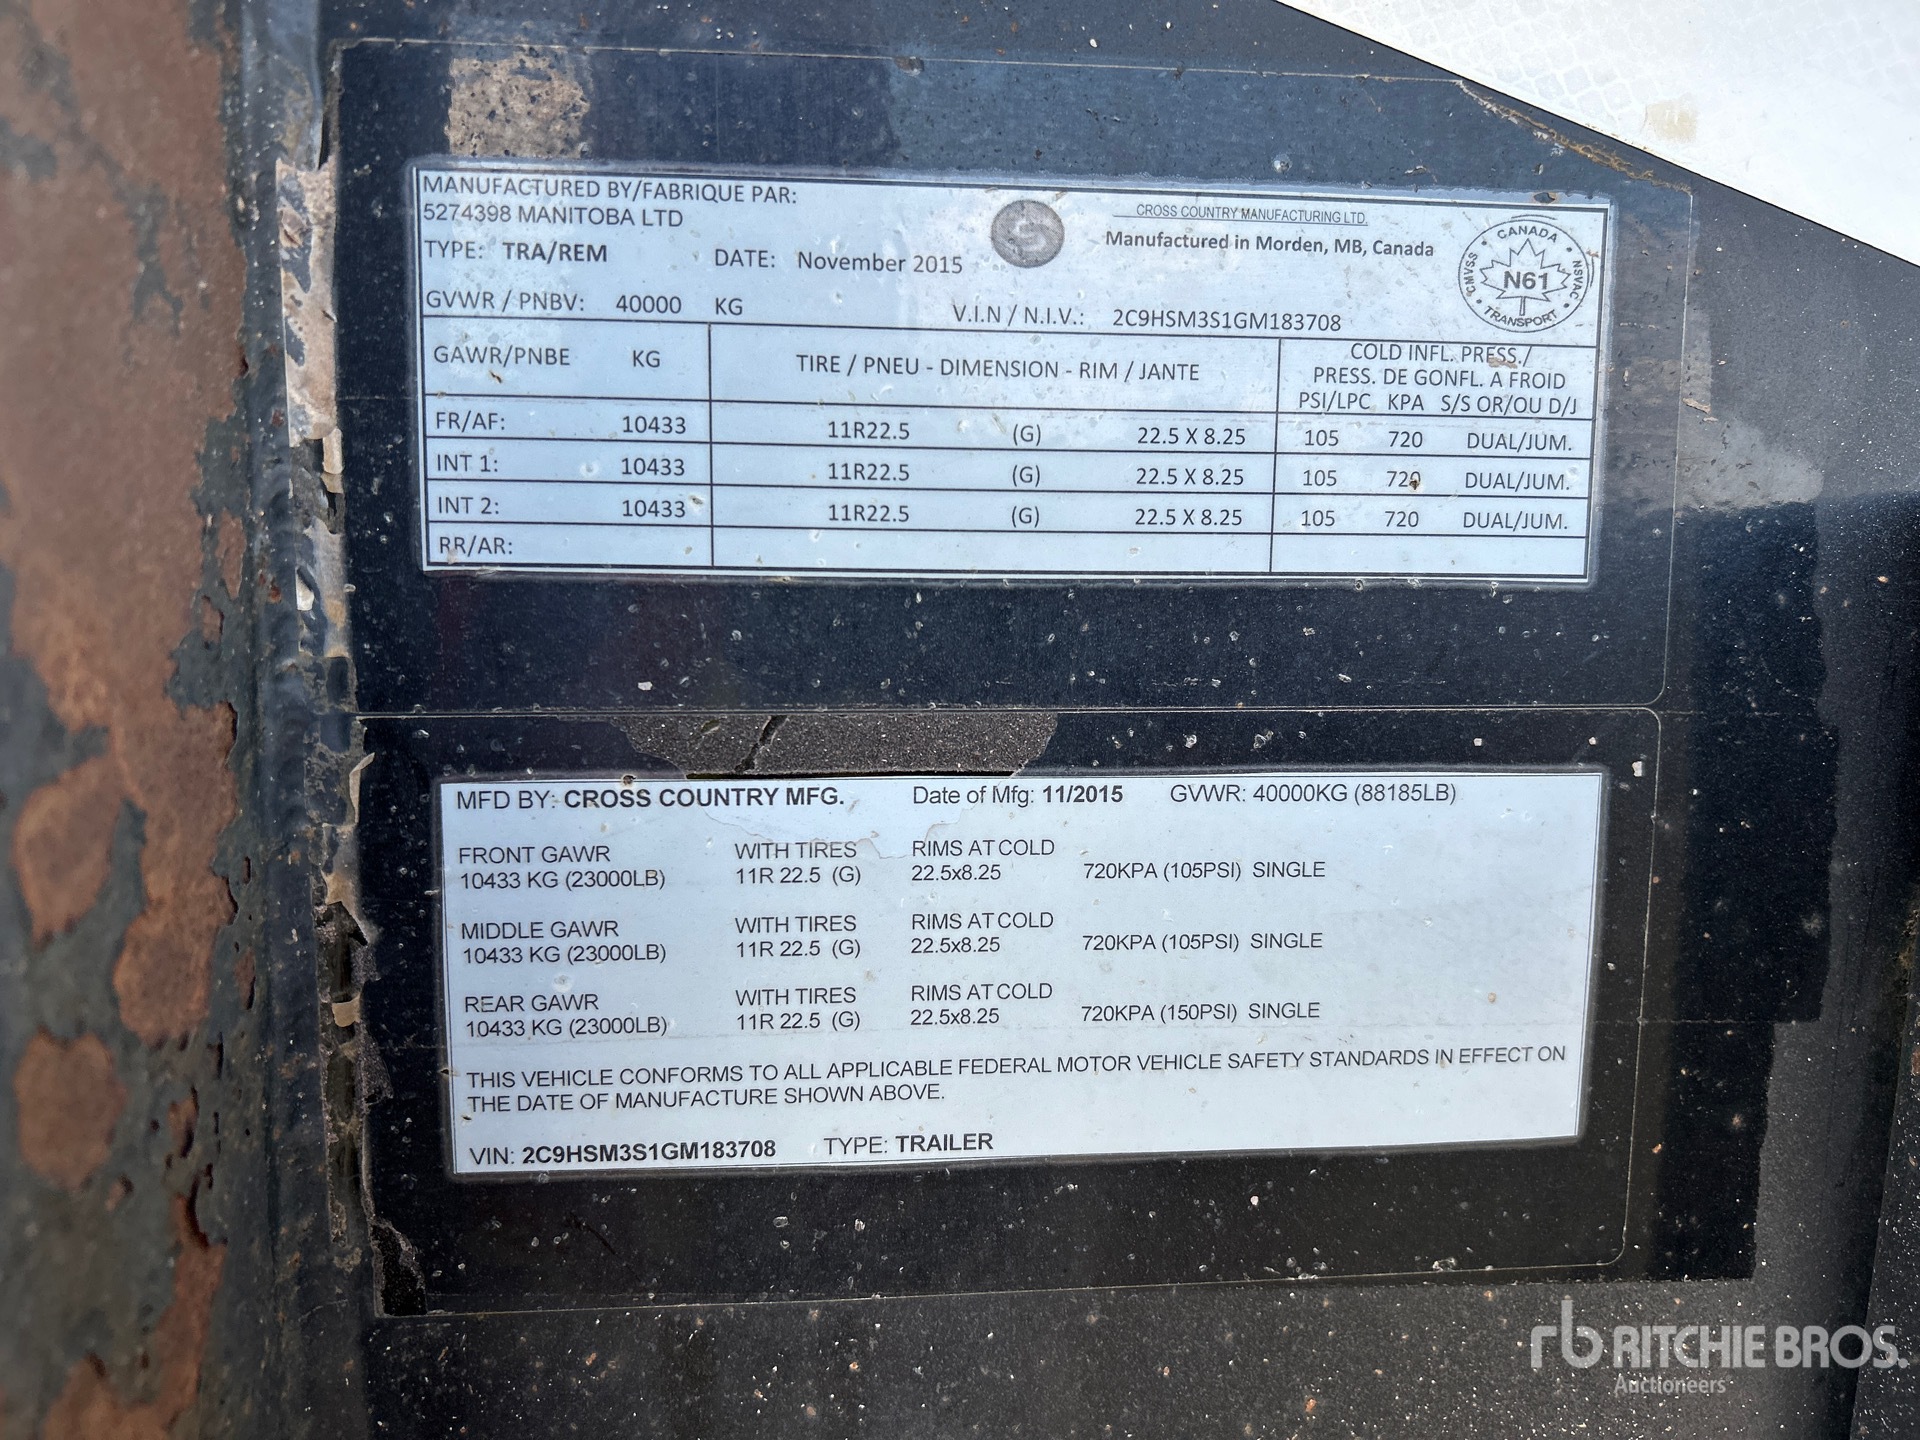 MANUFACTURED BY/FABRIQUE PAR:
5274398 MANITOBA LTD
S
CROSS COUNTRY MANUFACTURING LTD.
Manufactured in Morden, MB, Canada
CANADA
CMVSS N61 NSVAC
TRANSPORT
TYPE: TRA/REM DATE: November 2015
GVWR / PNBV: 40000 KG V.I.N / N.I.V.: 2C9HSM3S1GM183708
GAWR/PNBE KG TIRE / PNEU - DIMENSION - RIM / JANTE COLD INFL. PRESS./
PRESS. DE GONFL. A FROID
PSI/LPC KPA S/S OR/OU D/J
FR/AF: 10433 11R22.5 (G) 22.5 X 8.25 105 720 DUAL/JUM.
INT 1: 10433 11R22.5 (G) 22.5 X 8.25 105 720 DUAL/JUM.
INT 2: 10433 11R22.5 (G) 22.5 X 8.25 105 720 DUAL/JUM.
RR/AR:
MFD BY: CROSS COUNTRY MFG. Date of Mfg: 11/2015 GVWR: 40000KG (88185LB)
FRONT GAWR WITH TIRES RIMS AT COLD
10433 KG (23000LB) 11R 22.5 (G) 22.5x8.25 720KPA (105PSI) SINGLE
MIDDLE GAWR WITH TIRES RIMS AT COLD
10433 KG (23000LB) 11R 22.5 (G) 22.5x8.25 720KPA (105PSI) SINGLE
REAR GAWR WITH TIRES RIMS AT COLD
10433 KG (23000LB) 11R 22.5 (G) 22.5x8.25 720KPA (150PSI) SINGLE
THIS VEHICLE CONFORMS TO ALL APPLICABLE FEDERAL MOTOR VEHICLE SAFETY STANDARDS IN EFFECT ON
THE DATE OF MANUFACTURE SHOWN ABOVE.
VIN: 2C9HSM3S1GM183708 TYPE: TRAILER
rb RITCHIE BROS.
Auctioneers